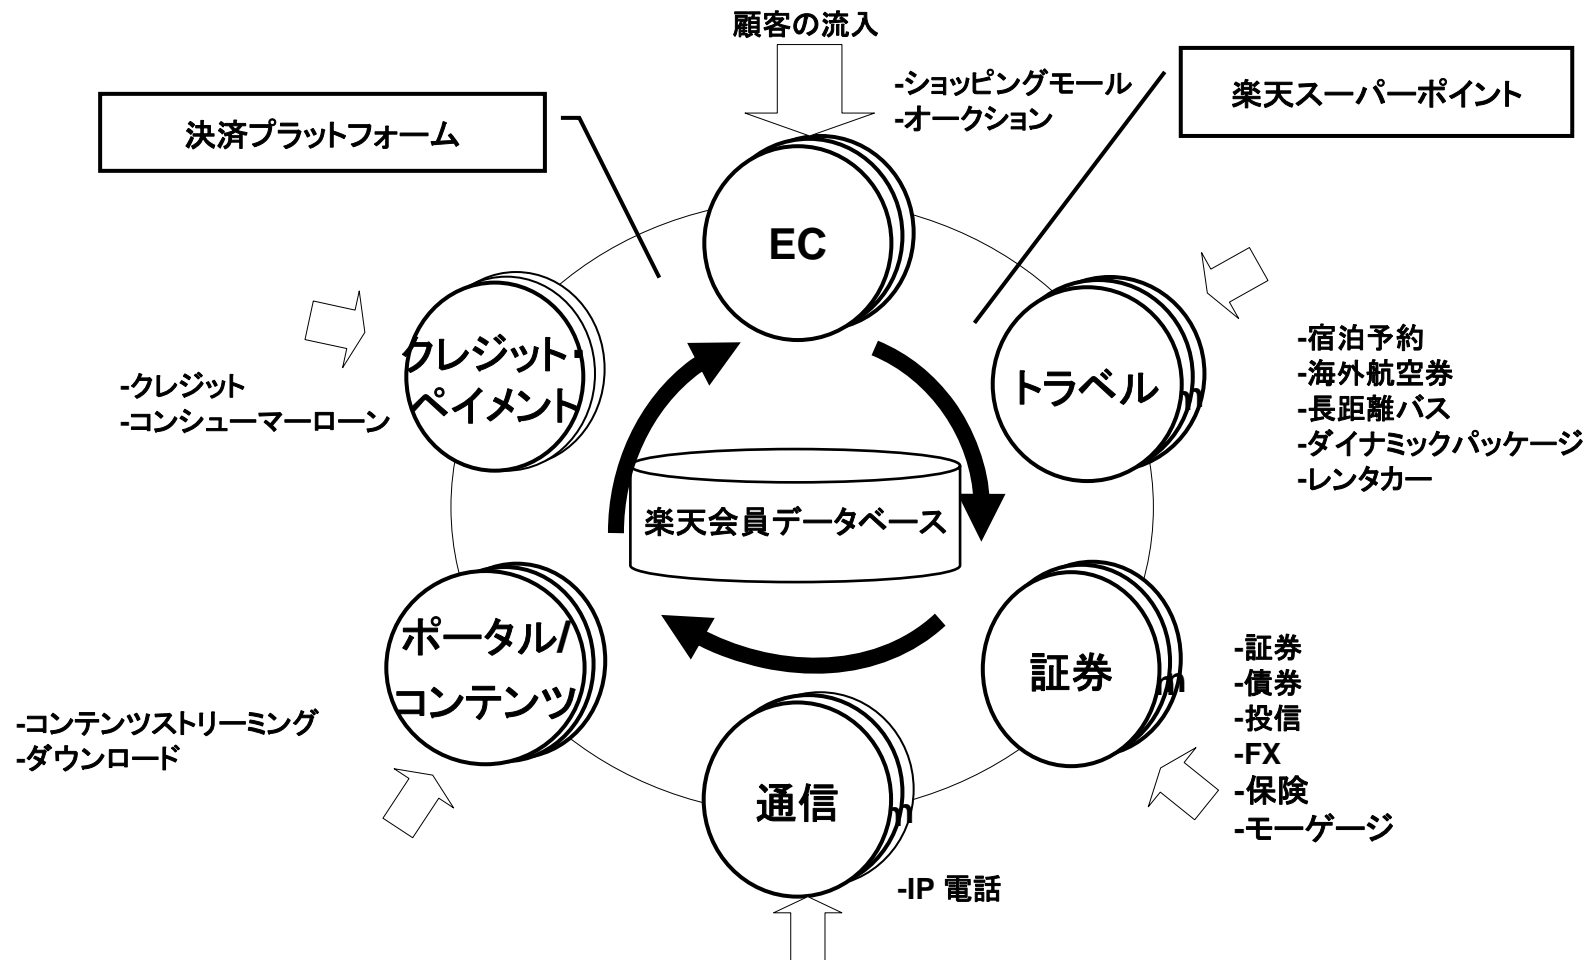 顧客の流入
-ショッピングモール
-オークション
楽天スーパーポイント
決済プラットフォーム
EC
クレジット・
ペイメント
-クレジット
-コンシューマーローン
トラベル
n
-宿泊予約
-海外航空券
-長距離バス
-ダイナミックパッケージ
-レンタカー
楽天会員データベース
ポータル/
コンテンツ
-コンテンツストリーミング
-ダウンロード
証券
n
-証券
-債券
-投信
-FX
-保険
-モーゲージ
通信
n
-IP 電話